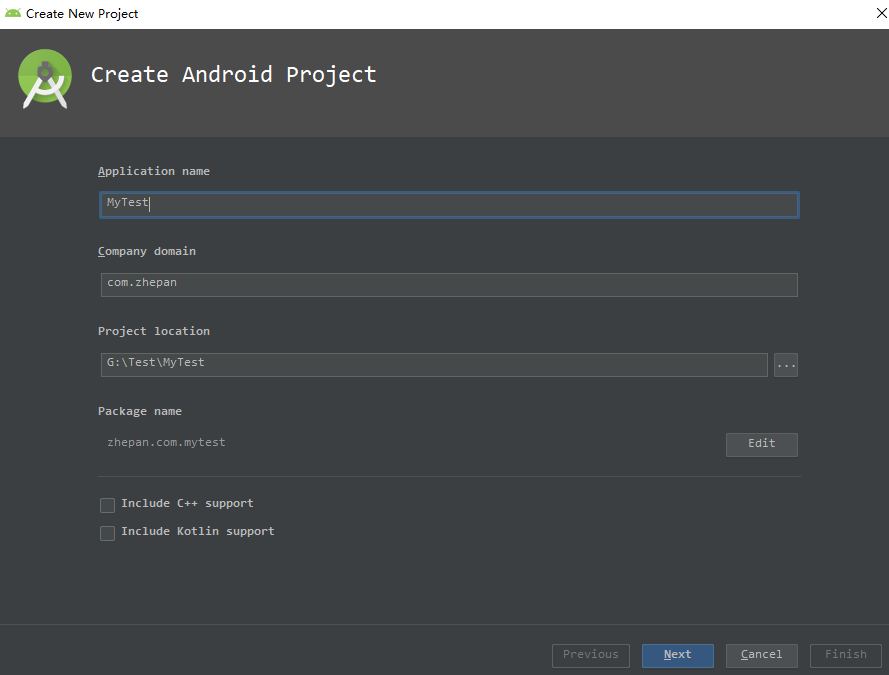 Create New Project
Create Android Project
Application name
MyTest
Company domain
com.zhepan
Project location
G:\Test\MyTest
...
Package name
zhepan.com.mytest
Edit
Include C++ support
Include Kotlin support
Previous Next Cancel Finish